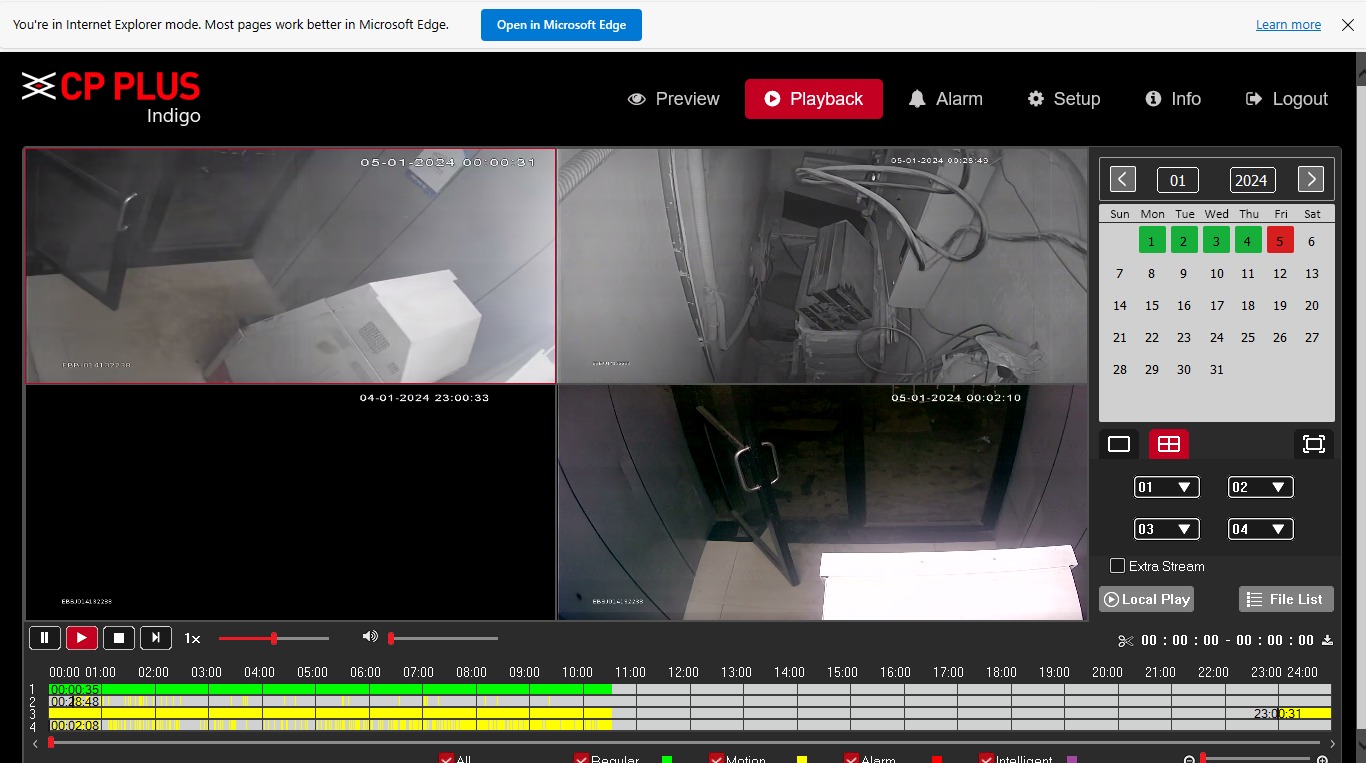 You're in Internet Explorer mode. Most pages work better in Microsoft Edge. Open in Microsoft Edge Learn more
CP PLUS
Indigo
Preview Playback Alarm Setup Info Logout
05-01-2024 00:00:31
05-01-2024 00:28:49
01 2024
Sun Mon Tue Wed Thu Fri Sat
1 2 3 4 5 6
7 8 9 10 11 12 13
14 15 16 17 18 19 20
21 22 23 24 25 26 27
28 29 30 31
04-01-2024 23:00:33
05-01-2024 00:02:10
01 02
03 04
Extra Stream
Local Play File List
1x
00 : 00 : 00 - 00 : 00 : 00
00:00 01:00 02:00 03:00 04:00 05:00 06:00 07:00 08:00 09:00 10:00 11:00 12:00 13:00 14:00 15:00 16:00 17:00 18:00 19:00 20:00 21:00 22:00 23:00 24:00
1 00:00:35
2 00:28:48
3 23:00:31
4 00:02:08
All Regular Motion Alarm Intelligent